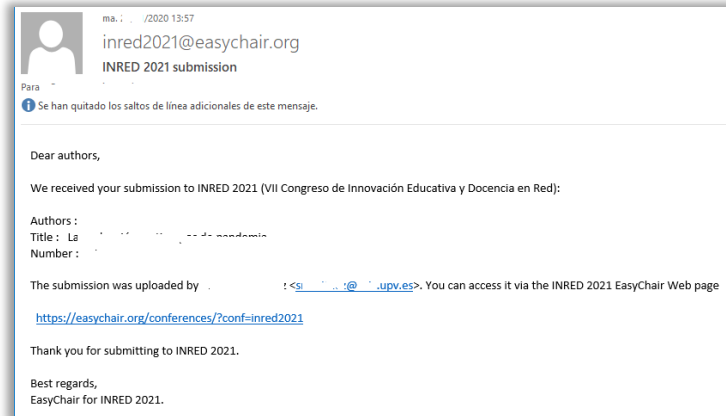 ma. /2020 13:57
inred2021@easychair.org
INRED 2021 submission
Para
Se han quitado los saltos de línea adicionales de este mensaje.
Dear authors,
We received your submission to INRED 2021 (VII Congreso de Innovación Educativa y Docencia en Red):
Authors :
Title : La
Number :
The submission was uploaded by < @ .upv.es>. You can access it via the INRED 2021 EasyChair Web page
https://easychair.org/conferences/?conf=inred2021
Thank you for submitting to INRED 2021.
Best regards,
EasyChair for INRED 2021.